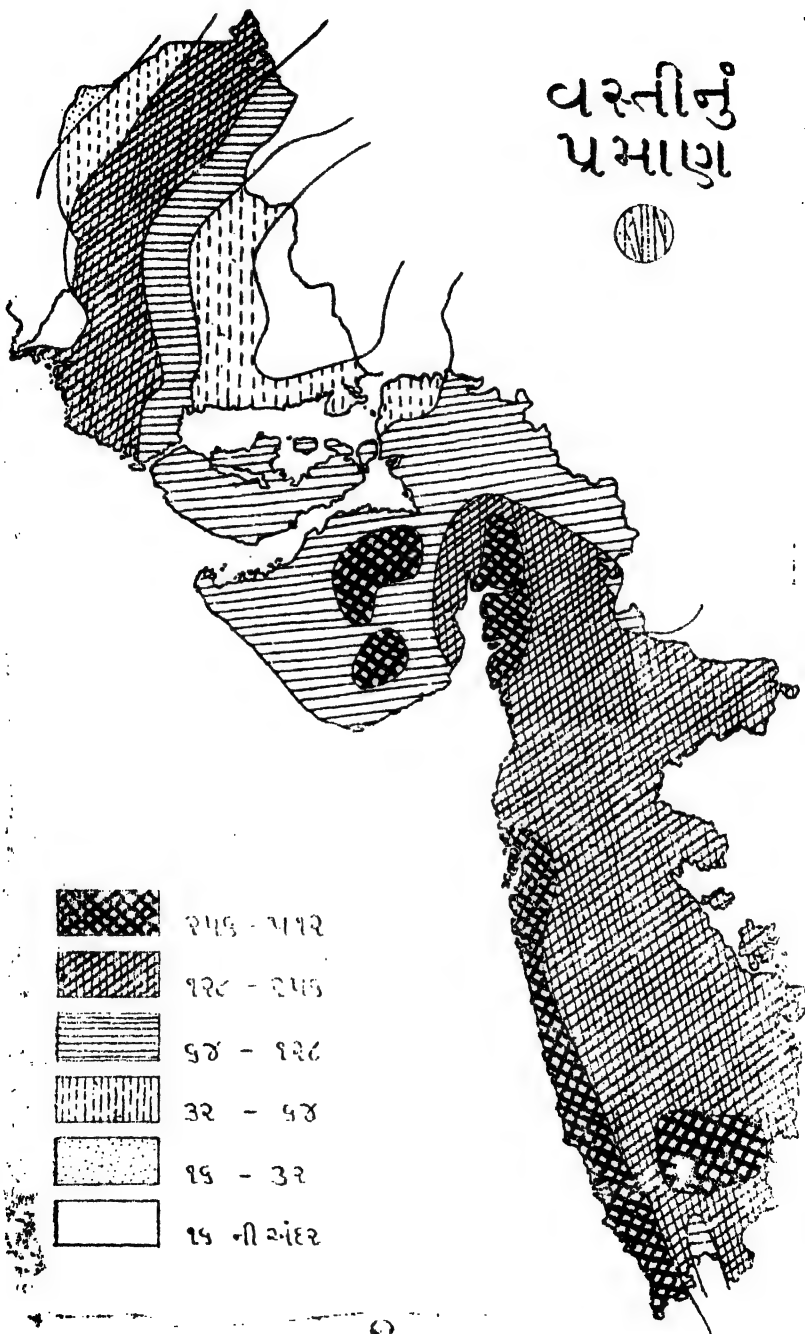 વસ્તીનું
પ્રમાણ
૨૫૬ - ૫૧૨
૧૨૮ - ૨૫૬
૬૪ - ૧૨૮
૩૨ - ૬૪
૧૬ - ૩૨
૧૬ ની અંદર